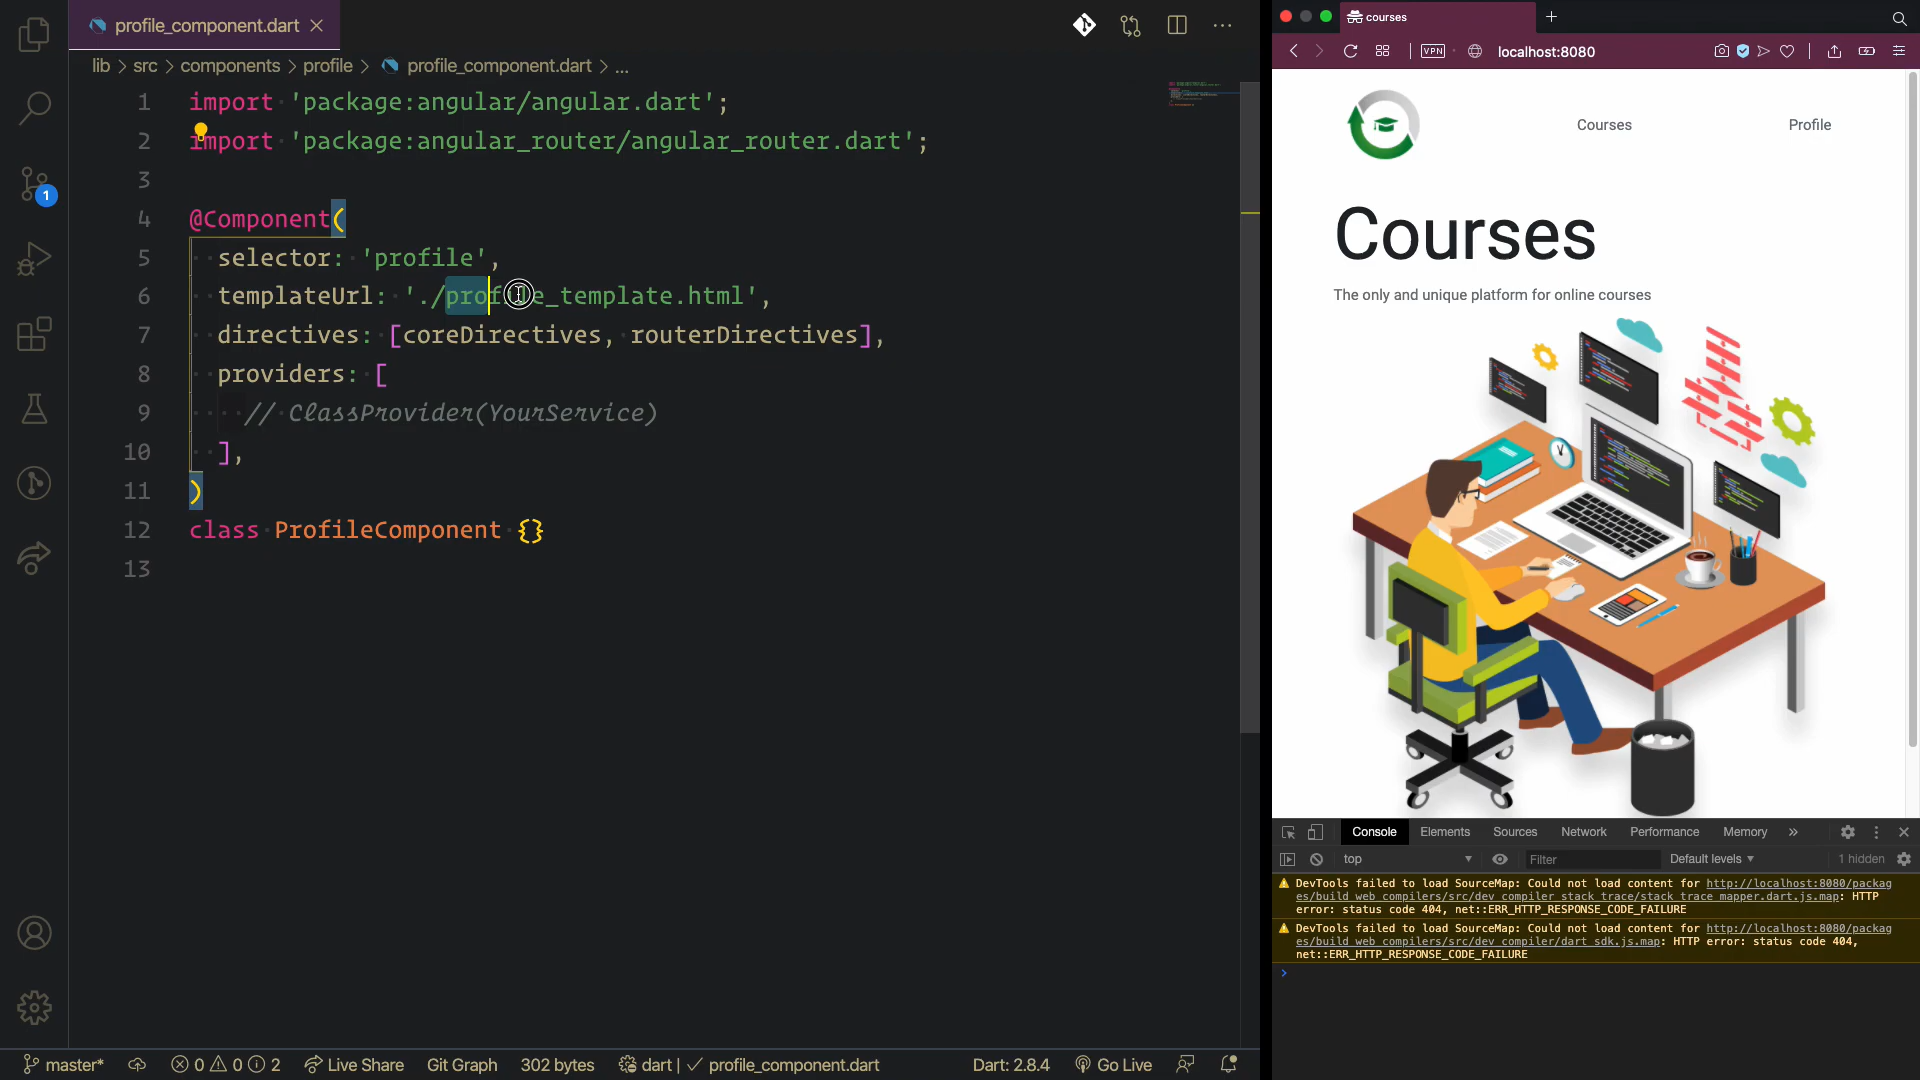 profile_component.dart
lib > src > components > profile > profile_component.dart > ...
1 import 'package:angular/angular.dart';
2 import 'package:angular_router/angular_router.dart';
3
4 @Component(
5 selector: 'profile',
6 templateUrl: './profile_template.html',
7 directives: [coreDirectives, routerDirectives],
8 providers: [
9 // ClassProvider(YourService)
10 ],
11 )
12 class ProfileComponent {}
13
1
master* 0 0 2 Live Share Git Graph 302 bytes dart | ✓ profile_component.dart Dart: 2.8.4 Go Live
courses
VPN localhost:8080
Courses Profile
Courses
The only and unique platform for online courses
Console Elements Sources Network Performance Memory »
top Filter Default levels 1 hidden
DevTools failed to load SourceMap: Could not load content for http://localhost:8080/packag
es/build_web_compilers/src/dev_compiler_stack_trace/stack_trace_mapper.dart.js.map: HTTP
error: status code 404, net::ERR_HTTP_RESPONSE_CODE_FAILURE
DevTools failed to load SourceMap: Could not load content for http://localhost:8080/packag
es/build_web_compilers/src/dev_compiler/dart_sdk.js.map: HTTP error: status code 404,
net::ERR_HTTP_RESPONSE_CODE_FAILURE
>